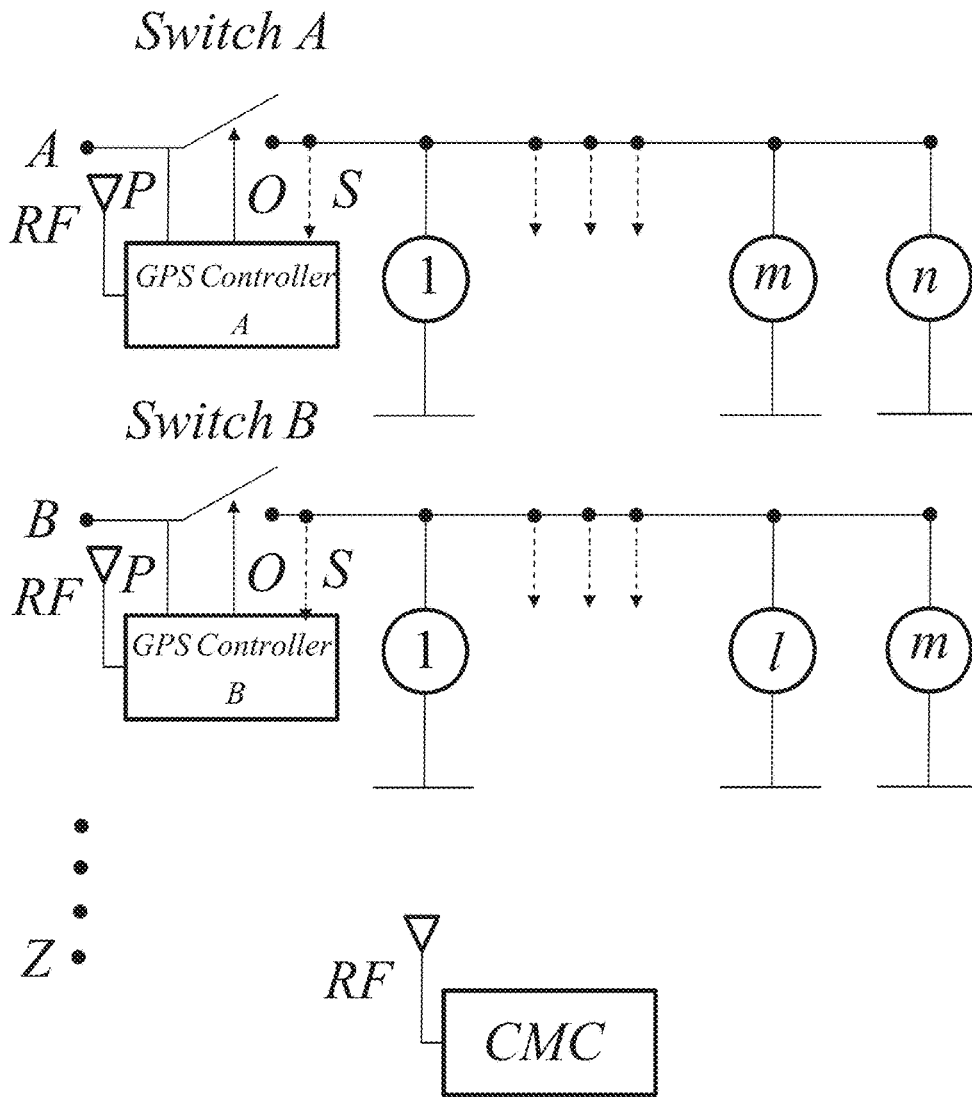 Switch A
A
P
O
S
RF
GPS Controller
A
1
m
n
Switch B
B
P
O
S
RF
GPS Controller
B
1
l
m
Z
RF
CMC